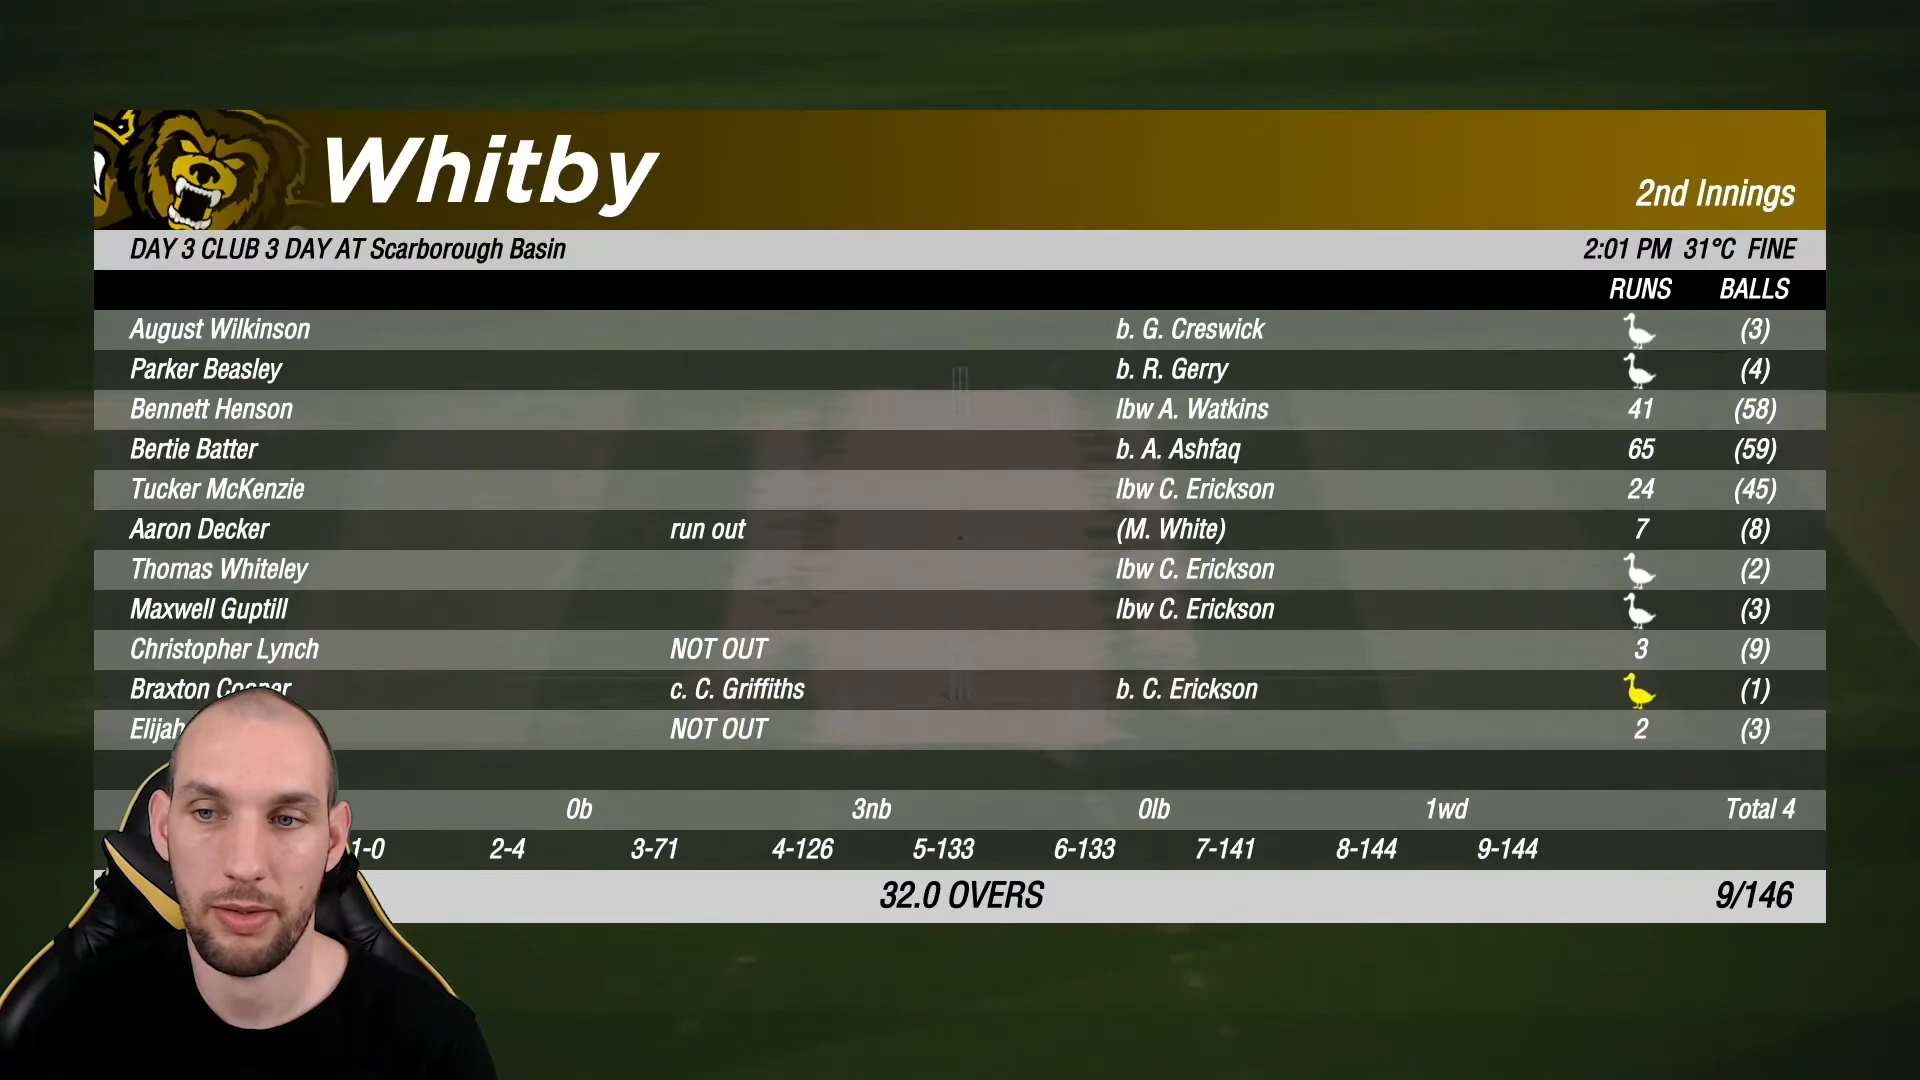 Whitby
2nd Innings
DAY 3 CLUB 3 DAY AT Scarborough Basin 2:01 PM 31°C FINE
RUNS BALLS
August Wilkinson b. G. Creswick (3)
Parker Beasley b. R. Gerry (4)
Bennett Henson lbw A. Watkins 41 (58)
Bertie Batter b. A. Ashfaq 65 (59)
Tucker McKenzie lbw C. Erickson 24 (45)
Aaron Decker run out (M. White) 7 (8)
Thomas Whiteley lbw C. Erickson (2)
Maxwell Guptill lbw C. Erickson (3)
Christopher Lynch NOT OUT 3 (9)
Braxton Cooper c. C. Griffiths b. C. Erickson (1)
Elijah NOT OUT 2 (3)
0b 3nb 0lb 1wd Total 4
1-0 2-4 3-71 4-126 5-133 6-133 7-141 8-144 9-144
32.0 OVERS 9/146